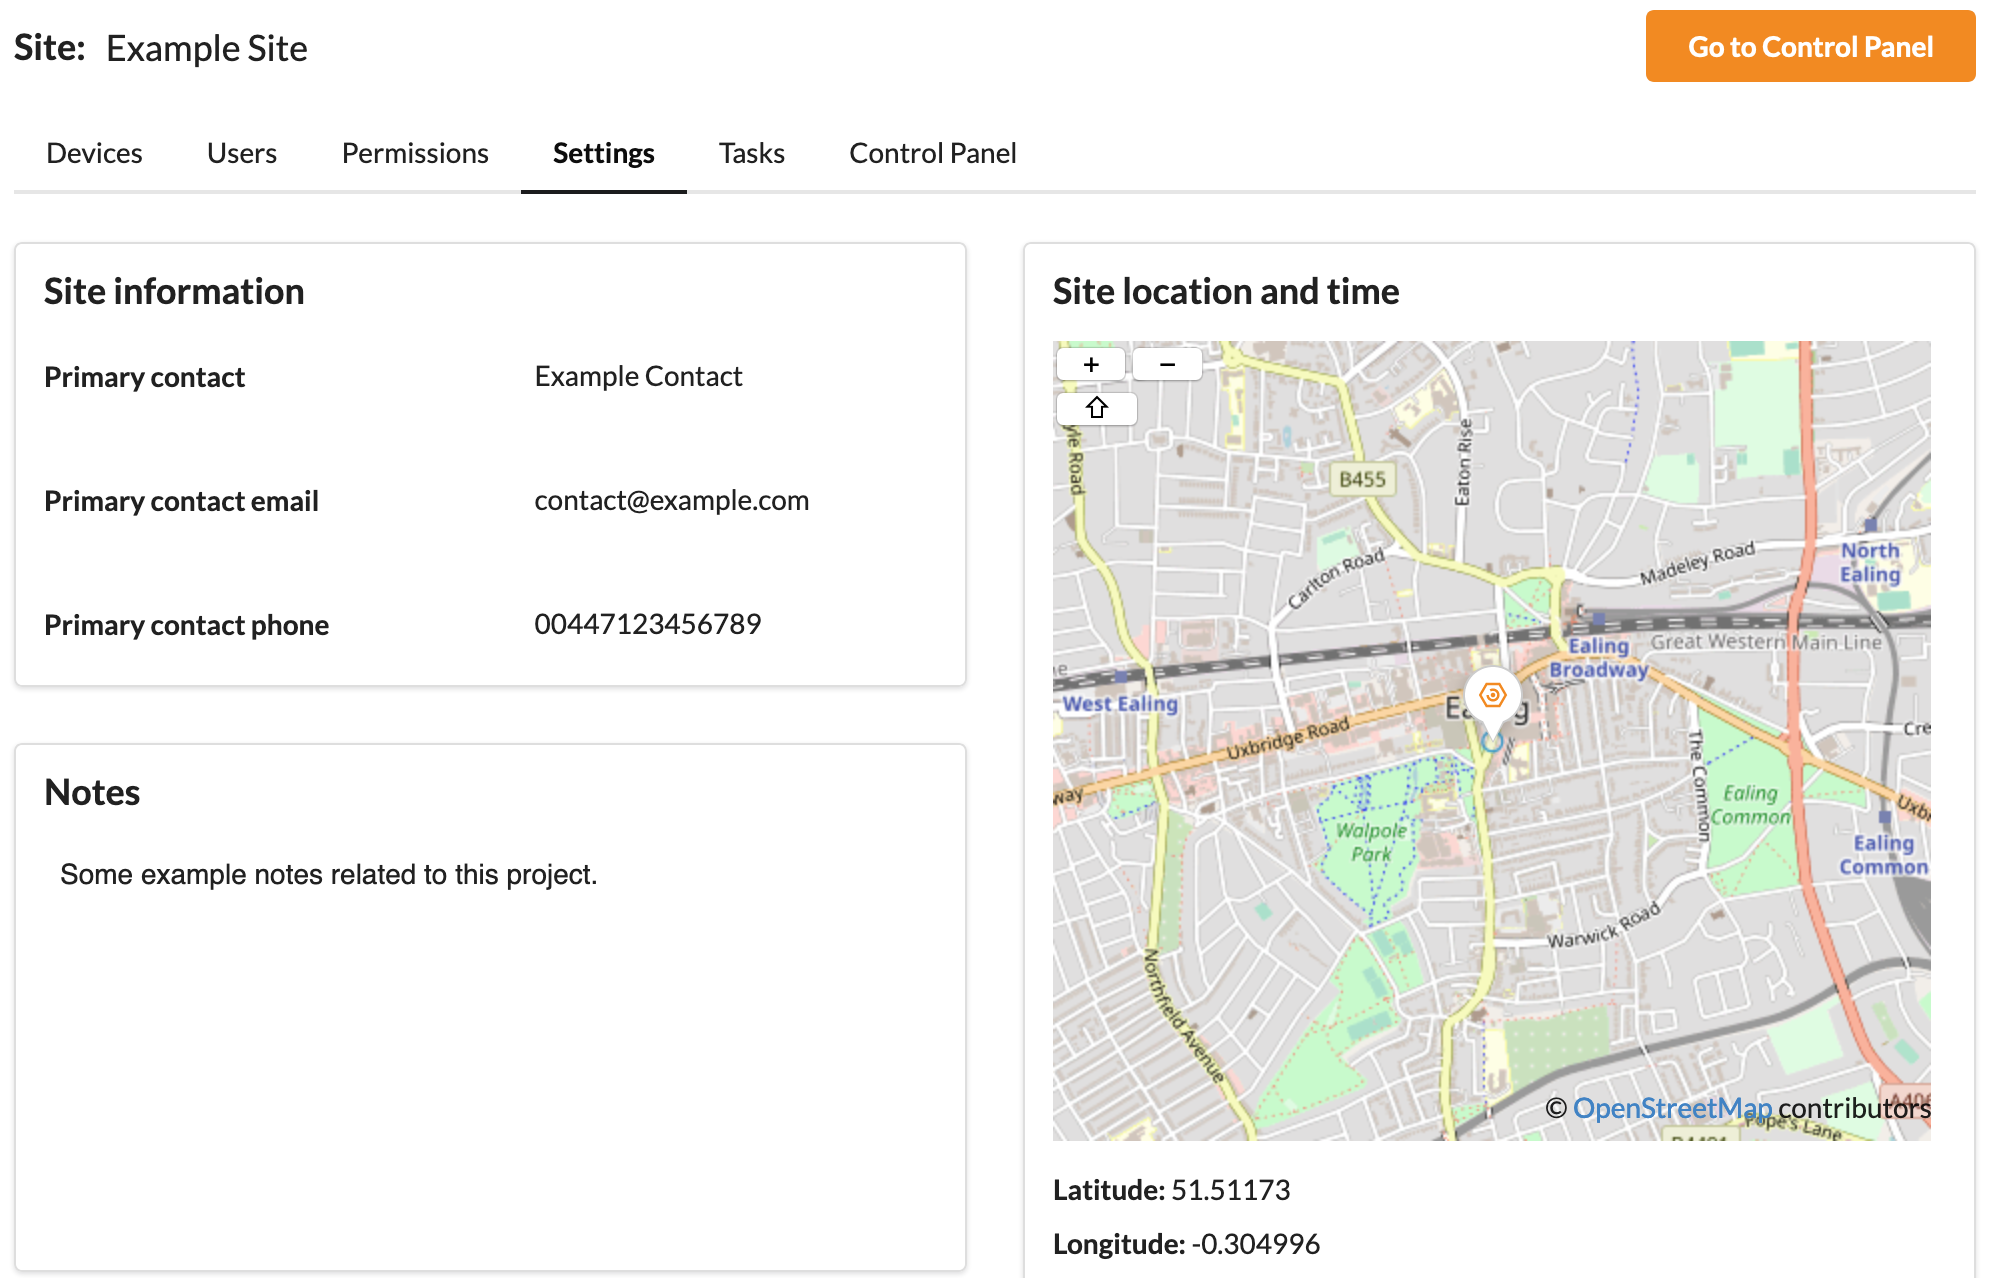 Site: Example Site
Go to Control Panel
Devices Users Permissions Settings Tasks Control Panel
Site information
Primary contact Example Contact
Primary contact email contact@example.com
Primary contact phone 00447123456789
Notes
Some example notes related to this project.
Site location and time
+ −
B455
Eaton Rise
Carlton Road
Madeley Road
North
Ealing
Great Western Main Line
Ealing
Broadway
West Ealing
Uxbridge Road
The Common
Ealing
Common
Walpole
Park
Ealing
Common
Warwick Road
Northfield Avenue
© OpenStreetMap contributors
Pope's Lane
Latitude: 51.51173
Longitude: -0.304996